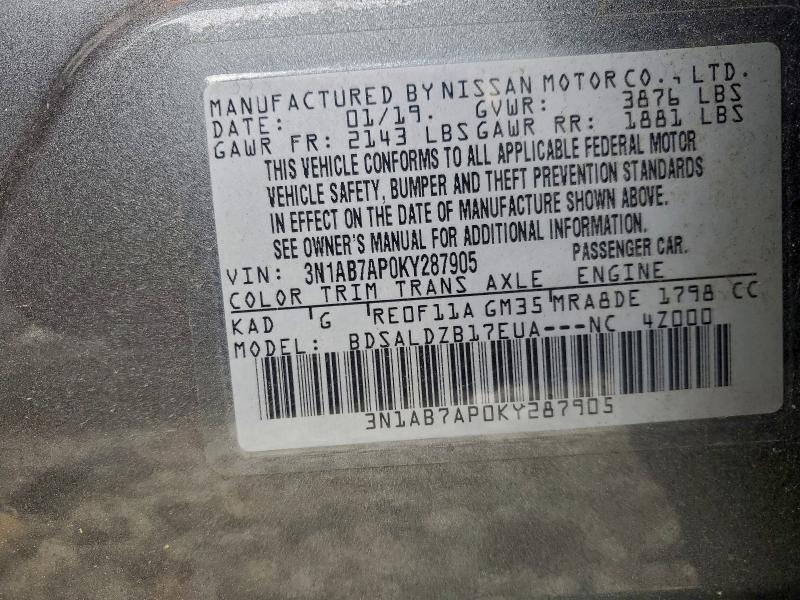 MANUFACTURED BY NISSAN MOTOR CO., LTD.
DATE: 01/19. GVWR: 3876 LBS
GAWR FR: 2143 LBS GAWR RR: 1881 LBS
THIS VEHICLE CONFORMS TO ALL APPLICABLE FEDERAL MOTOR
VEHICLE SAFETY, BUMPER AND THEFT PREVENTION STANDARDS
IN EFFECT ON THE DATE OF MANUFACTURE SHOWN ABOVE.
SEE OWNER'S MANUAL FOR ADDITIONAL INFORMATION.
VIN: 3N1AB7AP0KY287905 PASSENGER CAR.
COLOR TRIM TRANS AXLE ENGINE
KAD G RE0F11A GM35 MRA8DE 1798 CC
MODEL: BDSALDZB17EUA---NC 4Z000
3N1AB7AP0KY287905